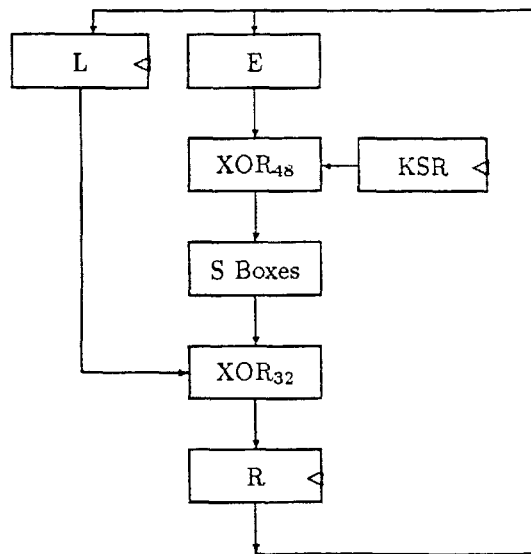 L
E
XOR₄₈
KSR
S Boxes
XOR₃₂
R